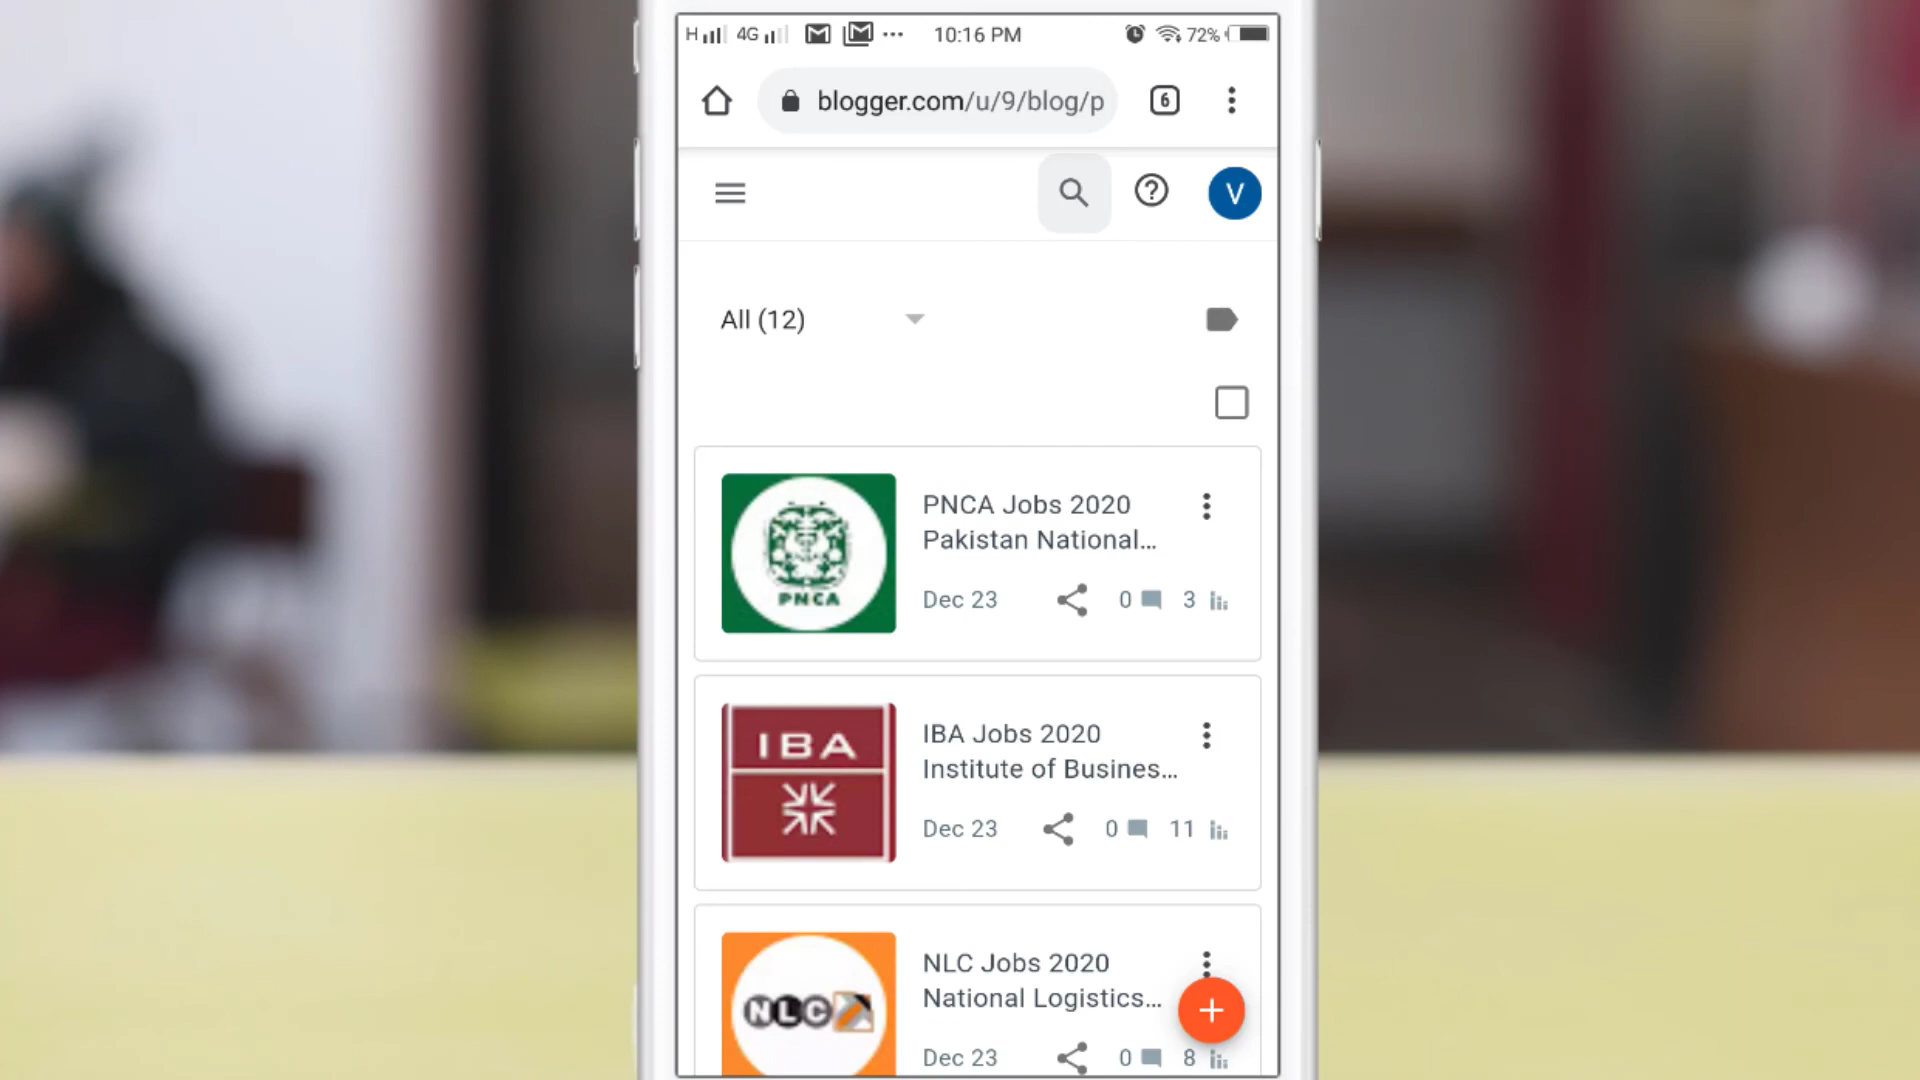 H 4G 10:16 PM 72%
blogger.com/u/9/blog/p 6
V
All (12)
PNCA
PNCA Jobs 2020
Pakistan National...
Dec 23 0 3
IBA
IBA Jobs 2020
Institute of Busines...
Dec 23 0 11
NLC
NLC Jobs 2020
National Logistics...
Dec 23 0 8